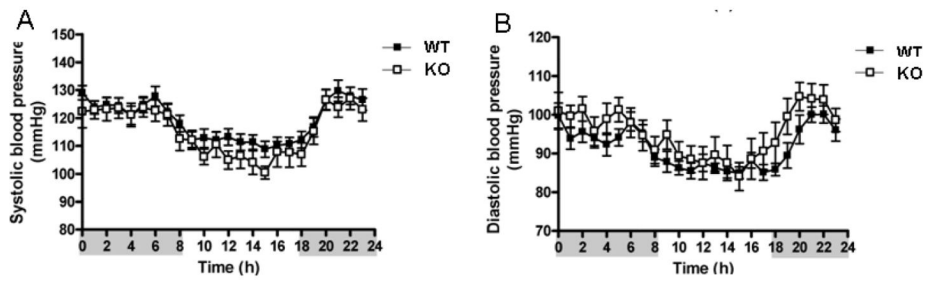 A
Systolic blood pressure
(mmHg)
150
140
130
120
110
100
90
80
0 2 4 6 8 10 12 14 16 18 20 22 24
Time (h)
WT
KO
B
Diastolic blood pressure
(mmHg)
120
110
100
90
80
70
0 2 4 6 8 10 12 14 16 18 20 22 24
Time (h)
WT
KO